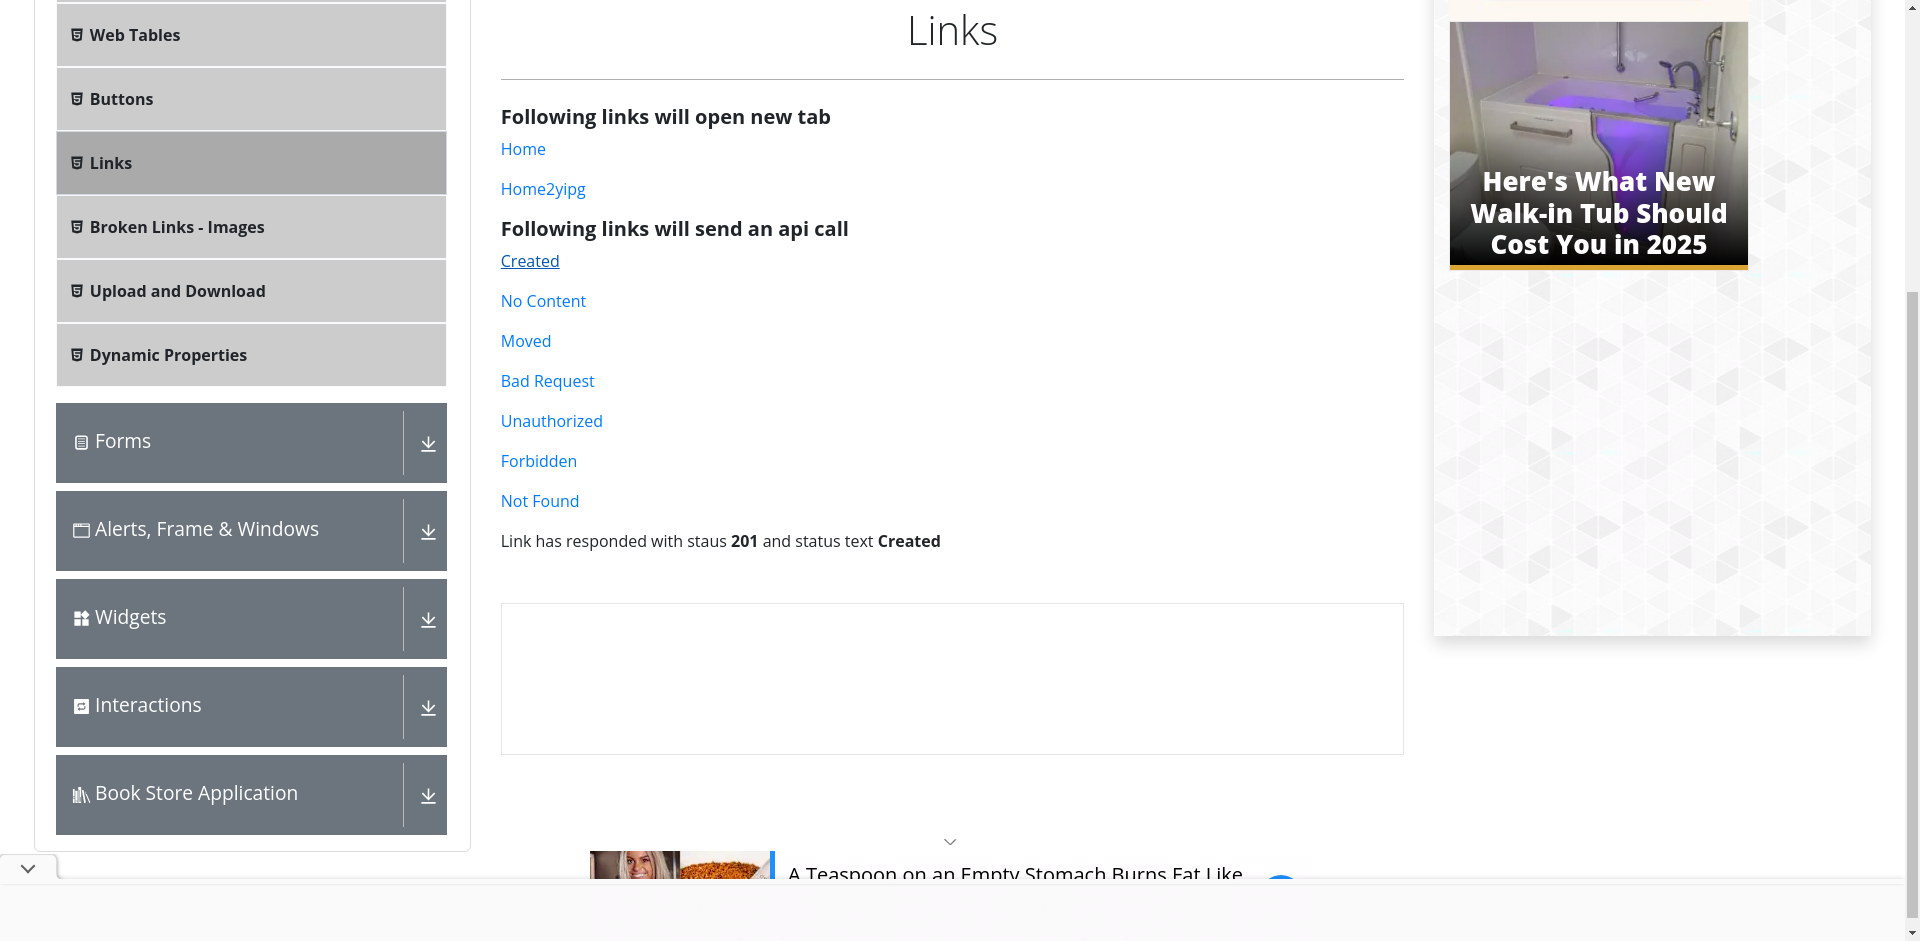 Web Tables
Buttons
Links
Broken Links - Images
Upload and Download
Dynamic Properties
Forms
Alerts, Frame & Windows
Widgets
Interactions
Book Store Application
Links
Following links will open new tab
Home
Home2yipg
Following links will send an api call
Created
No Content
Moved
Bad Request
Unauthorized
Forbidden
Not Found
Link has responded with staus 201 and status text Created
A Teaspoon on an Empty Stomach Burns Fat Like
Here's What New
Walk-in Tub Should
Cost You in 2025